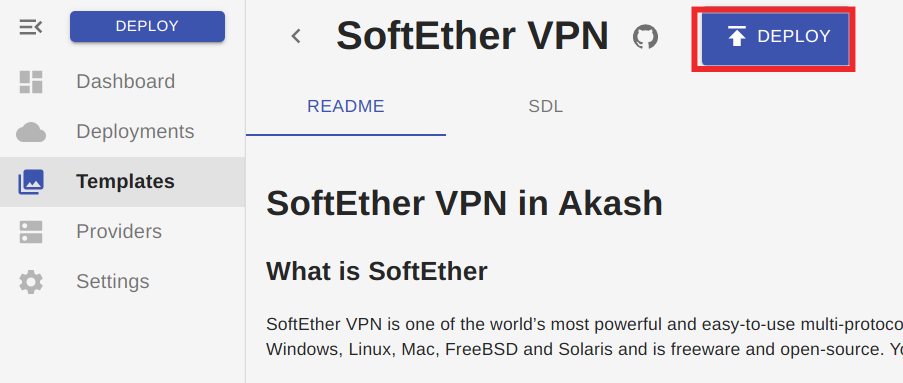 DEPLOY
Dashboard
Deployments
Templates
Providers
Settings
SoftEther VPN
DEPLOY
README
SDL
SoftEther VPN in Akash
What is SoftEther
SoftEther VPN is one of the world’s most powerful and easy-to-use multi-protoco
Windows, Linux, Mac, FreeBSD and Solaris and is freeware and open-source. Yo